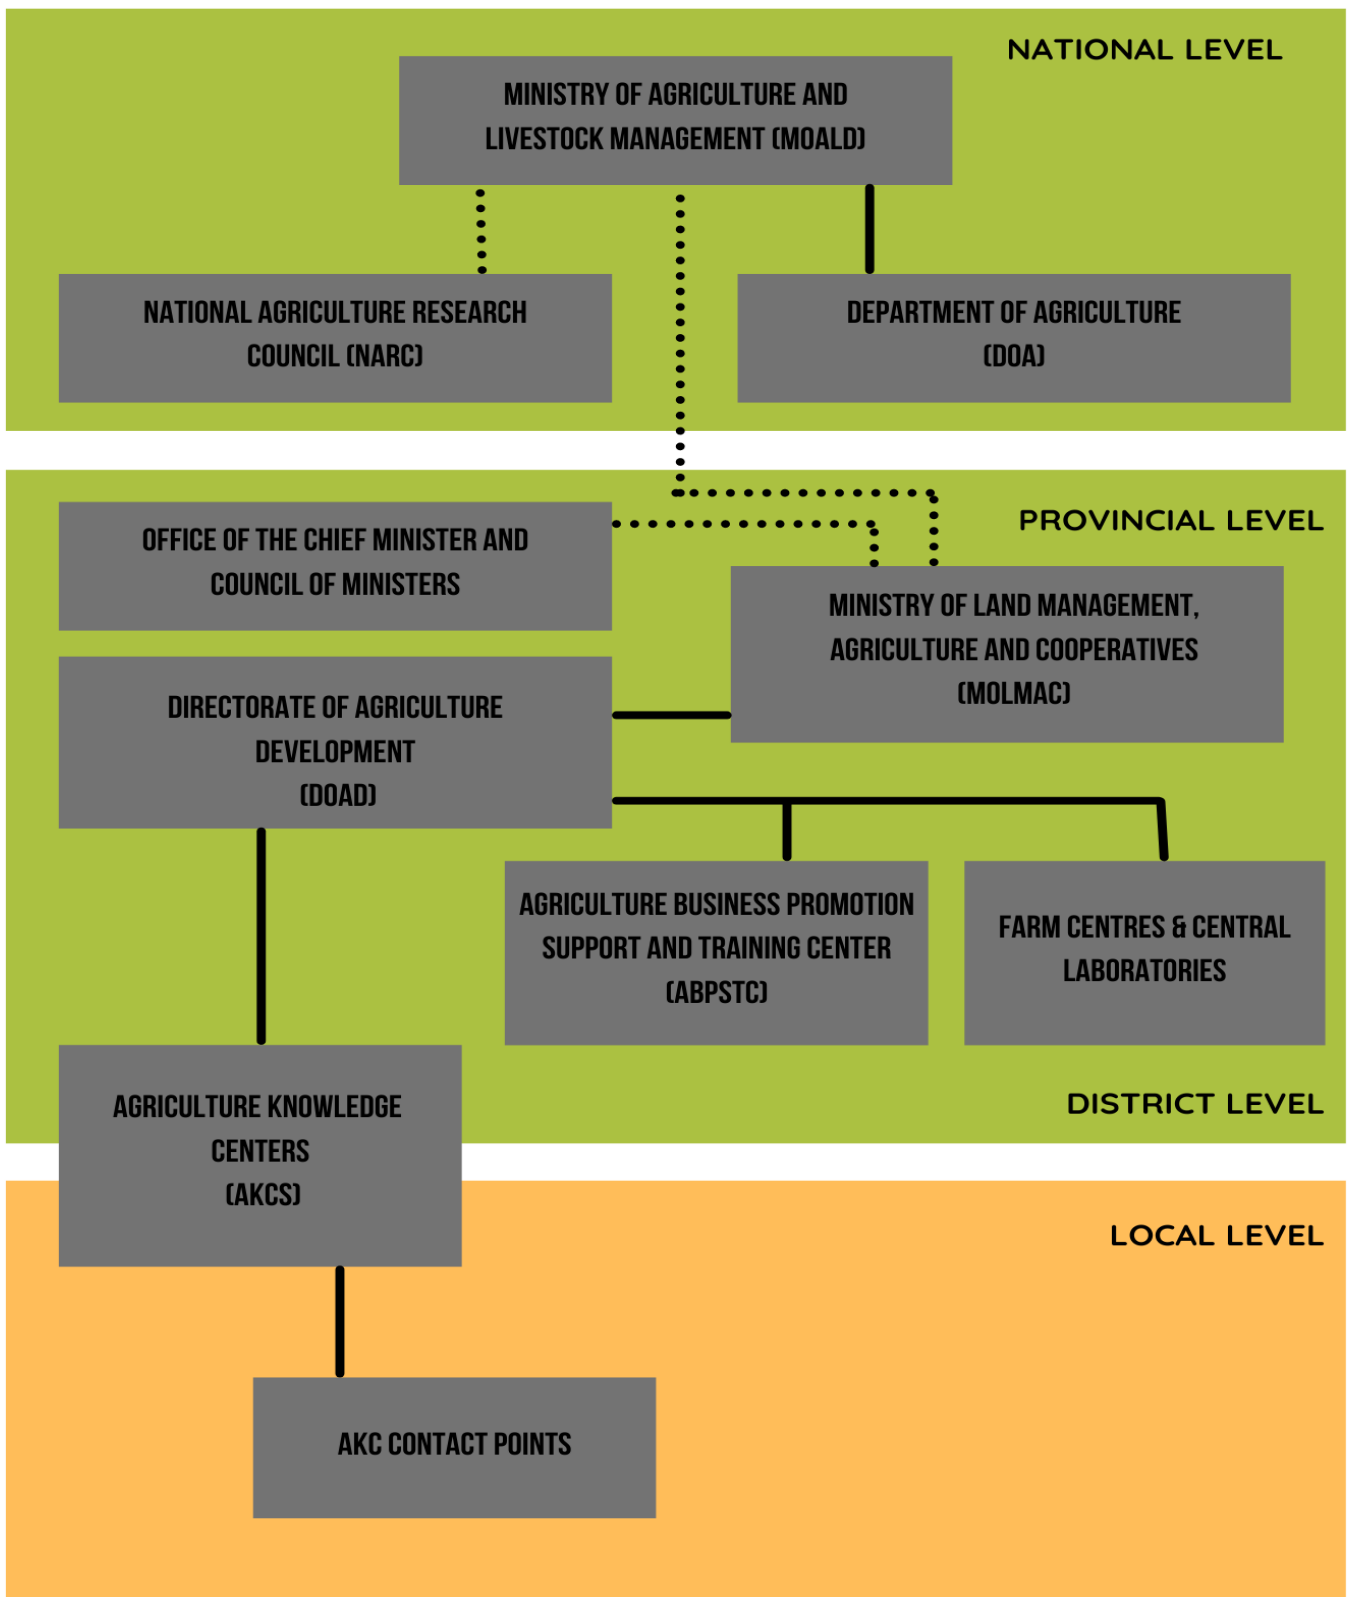 NATIONAL LEVEL
MINISTRY OF AGRICULTURE AND
LIVESTOCK MANAGEMENT (MOALD)
NATIONAL AGRICULTURE RESEARCH
COUNCIL (NARC)
DEPARTMENT OF AGRICULTURE
(DOA)
PROVINCIAL LEVEL
OFFICE OF THE CHIEF MINISTER AND
COUNCIL OF MINISTERS
MINISTRY OF LAND MANAGEMENT,
AGRICULTURE AND COOPERATIVES
(MOLMAC)
DIRECTORATE OF AGRICULTURE
DEVELOPMENT
(DOAD)
AGRICULTURE BUSINESS PROMOTION
SUPPORT AND TRAINING CENTER
(ABPSTC)
FARM CENTRES & CENTRAL
LABORATORIES
DISTRICT LEVEL
AGRICULTURE KNOWLEDGE
CENTERS
(AKCS)
LOCAL LEVEL
AKC CONTACT POINTS